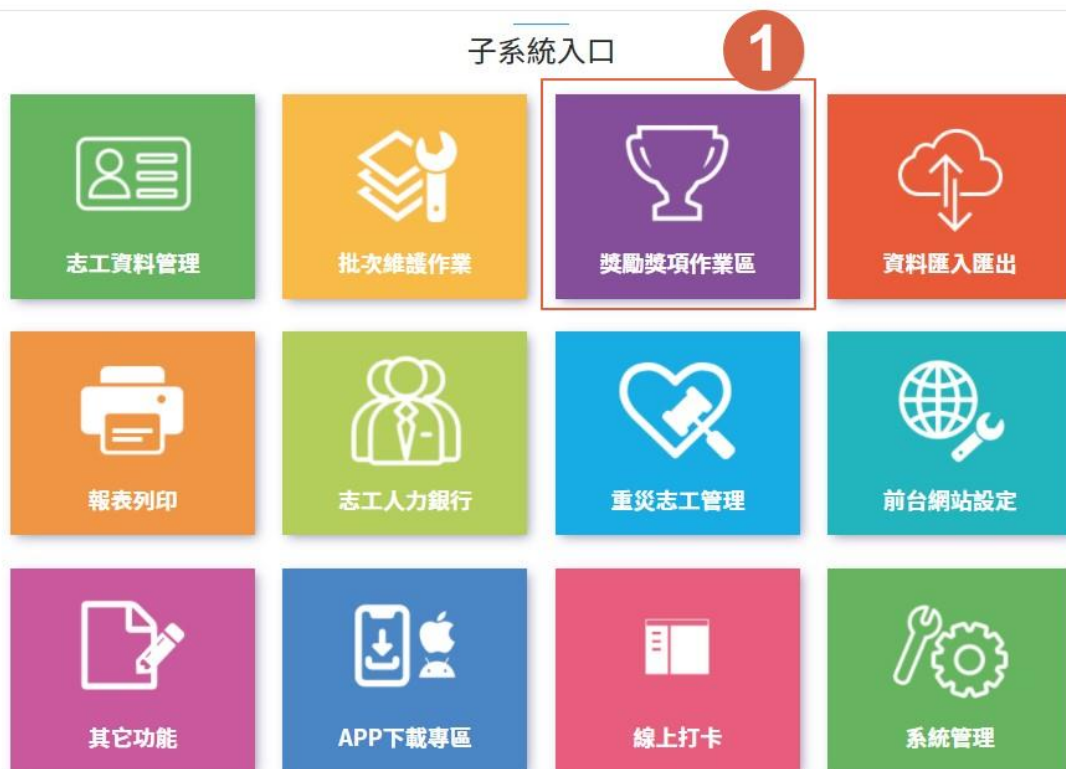 子系統入口
1
志工資料管理
批次維護作業
獎勵獎項作業區
資料匯入匯出
報表列印
志工人力銀行
重災志工管理
前台網站設定
其它功能
APP下載專區
線上打卡
系統管理